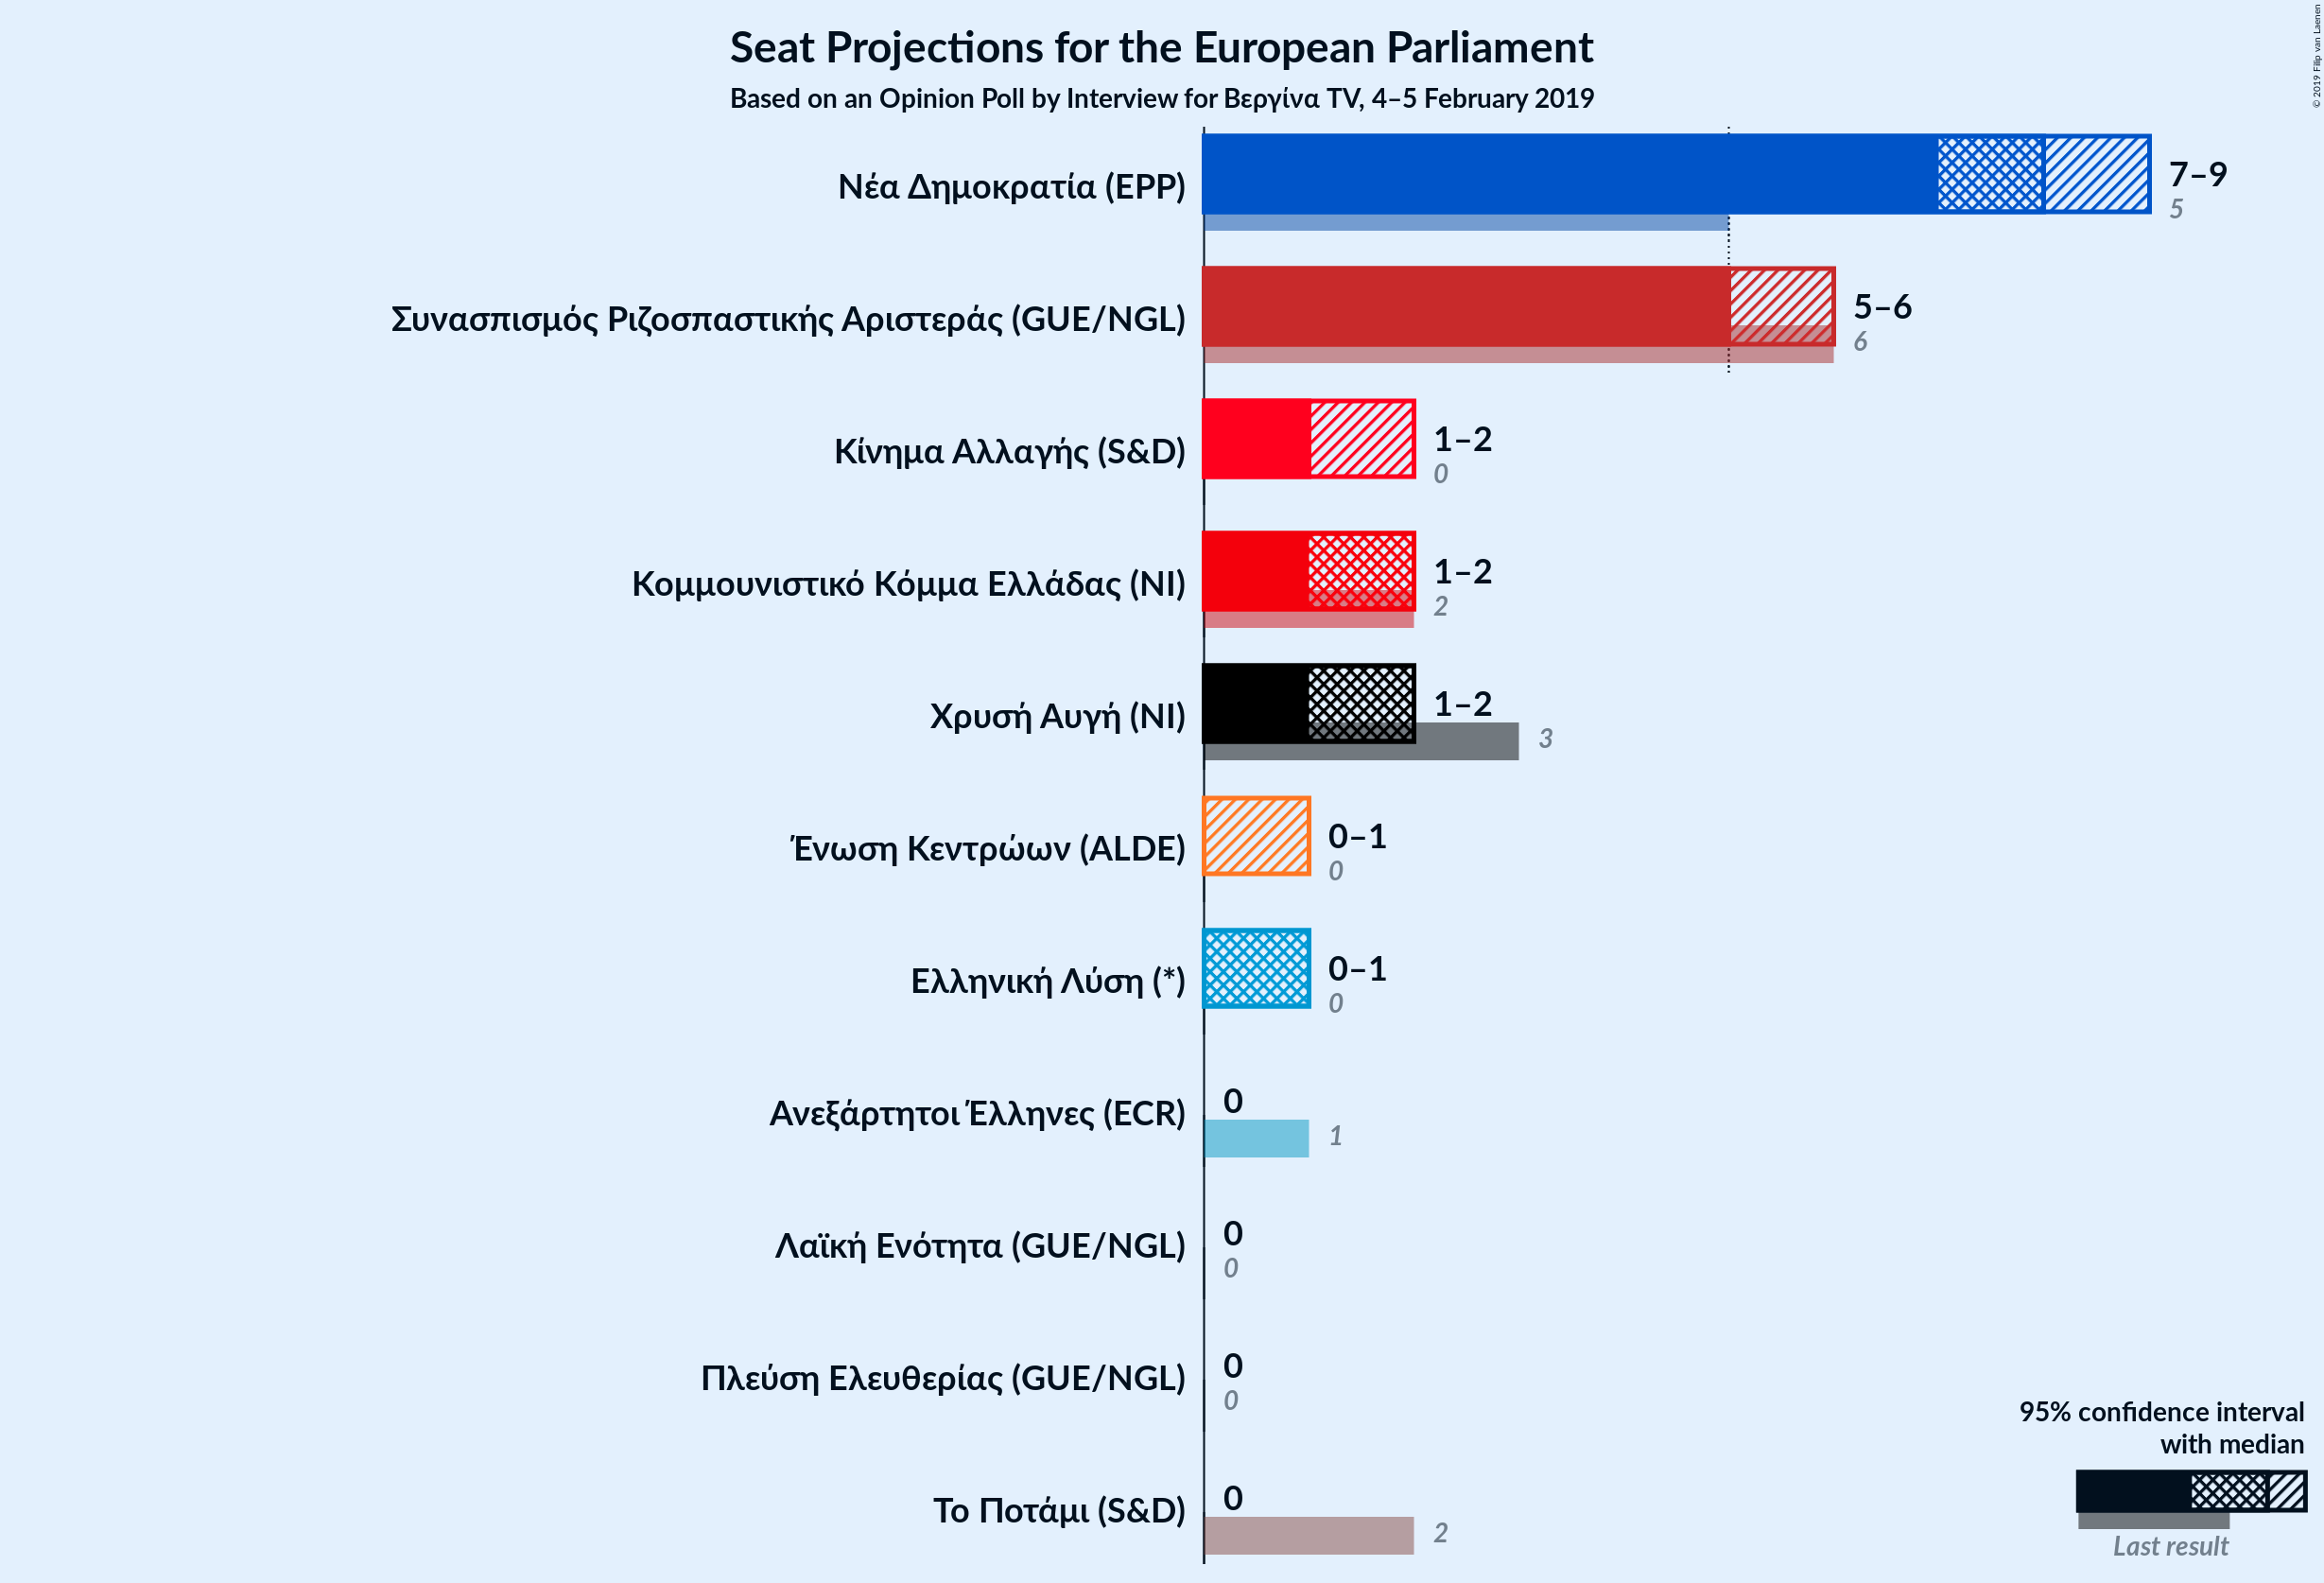 Seat Projections for the European Parliament
Based on an Opinion Poll by Interview for Βεργίνα TV, 4–5 February 2019
© 2019 Filip van Laenen
Νέα Δημοκρατία (EPP)
7–9
5
Συνασπισμός Ριζοσπαστικής Αριστεράς (GUE/NGL)
5–6
6
Κίνημα Αλλαγής (S&D)
1–2
0
Κομμουνιστικό Κόμμα Ελλάδας (NI)
1–2
2
Χρυσή Αυγή (NI)
1–2
3
Ένωση Κεντρώων (ALDE)
0–1
0
Ελληνική Λύση (*)
0–1
0
Ανεξάρτητοι Έλληνες (ECR)
0
1
Λαϊκή Ενότητα (GUE/NGL)
0
0
Πλεύση Ελευθερίας (GUE/NGL)
0
0
Το Ποτάμι (S&D)
0
2
95% confidence interval
with median
Last result